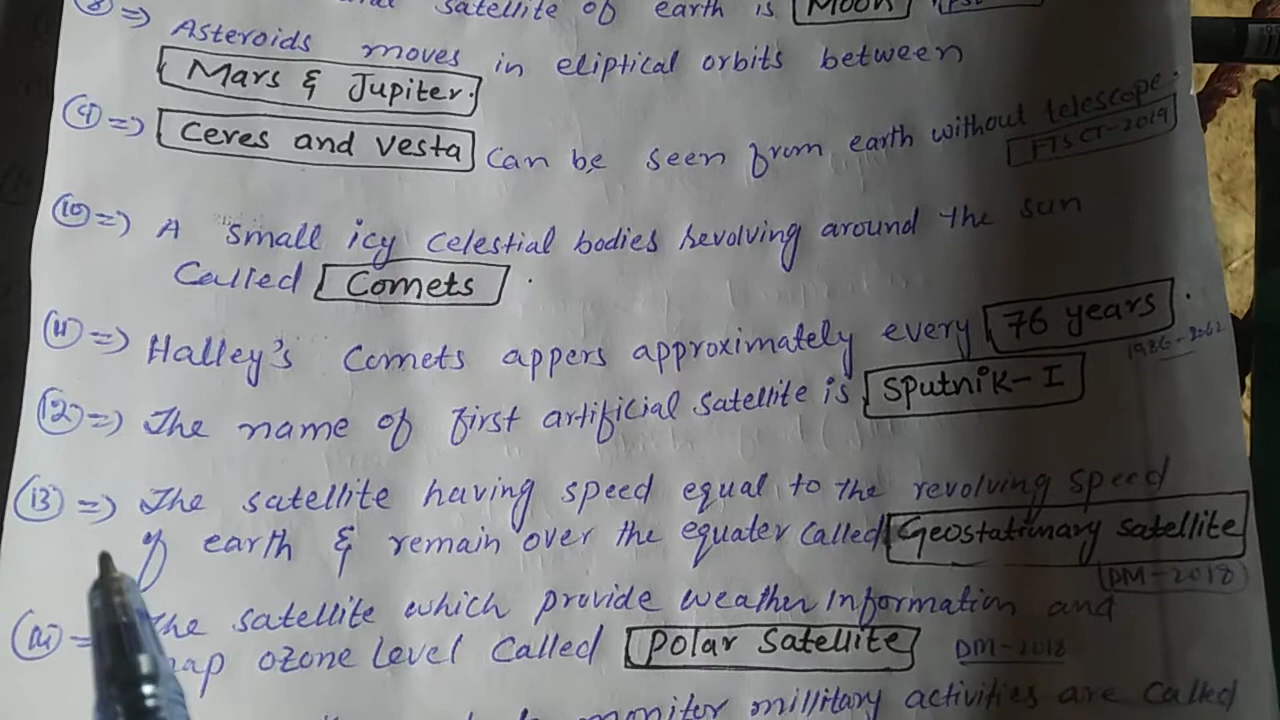 satellite of earth is Moon
⑧ => Asteroids moves in eliptical orbits between
Mars & Jupiter.
⑨ => Ceres and Vesta Can be seen from earth without telescope.
10 => A small icy celestial bodies revolving around the sun
Called Comets.
11 => Halley's Comets appers approximately every 76 years.
1986-2062
12 => The name of first artificial satellite is Sputnik-I
13 => The satellite having speed equal to the revolving speed
of earth & remain over the equater called Geostationary satellite
DM-2018
The satellite which provide weather information and
map ozone level called Polar Satellite DM-2018
monitor millitary activities are called